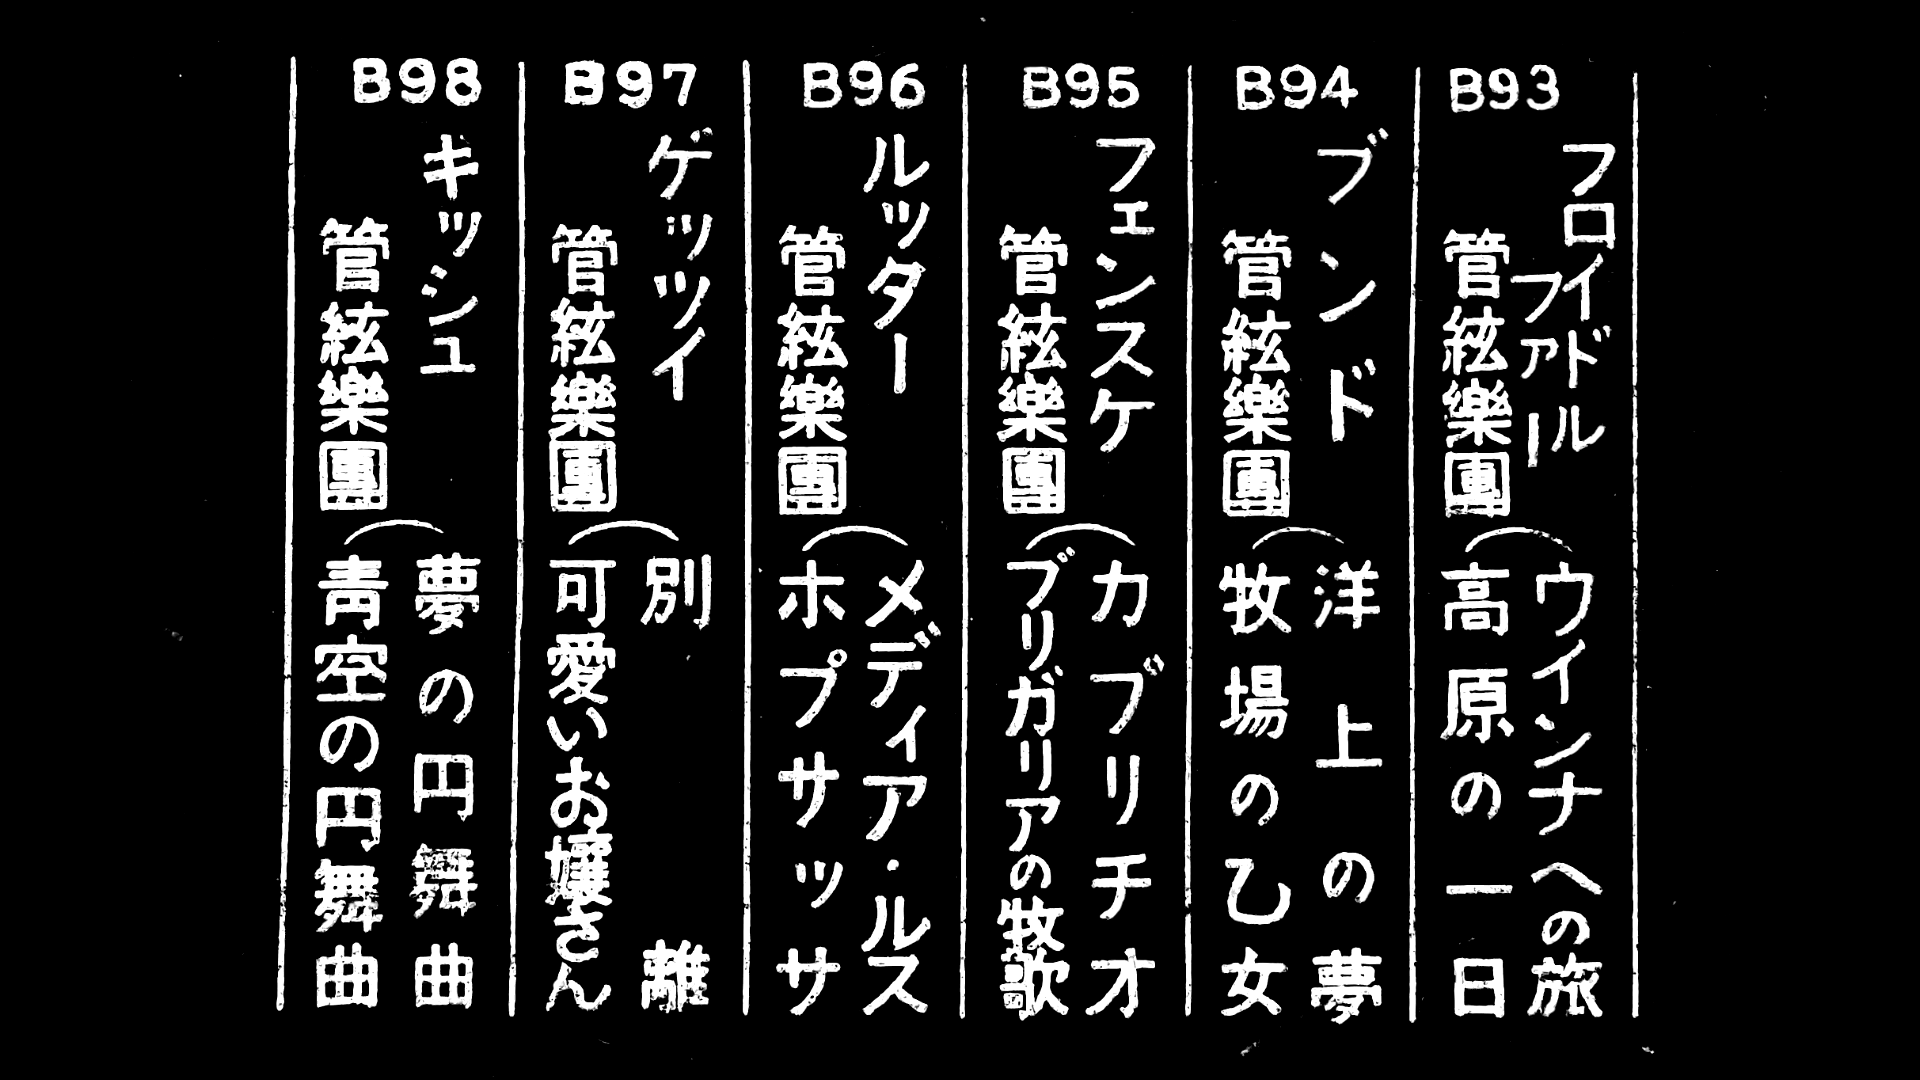 B93
フロイドル
ファー
管絃樂團
ウインナへの旅
高原の一日
B94
ブンド
管絃樂團
洋上の夢
牧場の乙女
B95
フェンスケ
管絃樂團
カブリチオ
ブリガリアの牧歌
B96
ルッター
管絃樂團
メディア・ルス
ホプサッサ
B97
ゲッツイ
管絃樂團
別離
可愛いお嬢さん
B98
キッシュ
管絃樂團
夢の円舞曲
青空の円舞曲